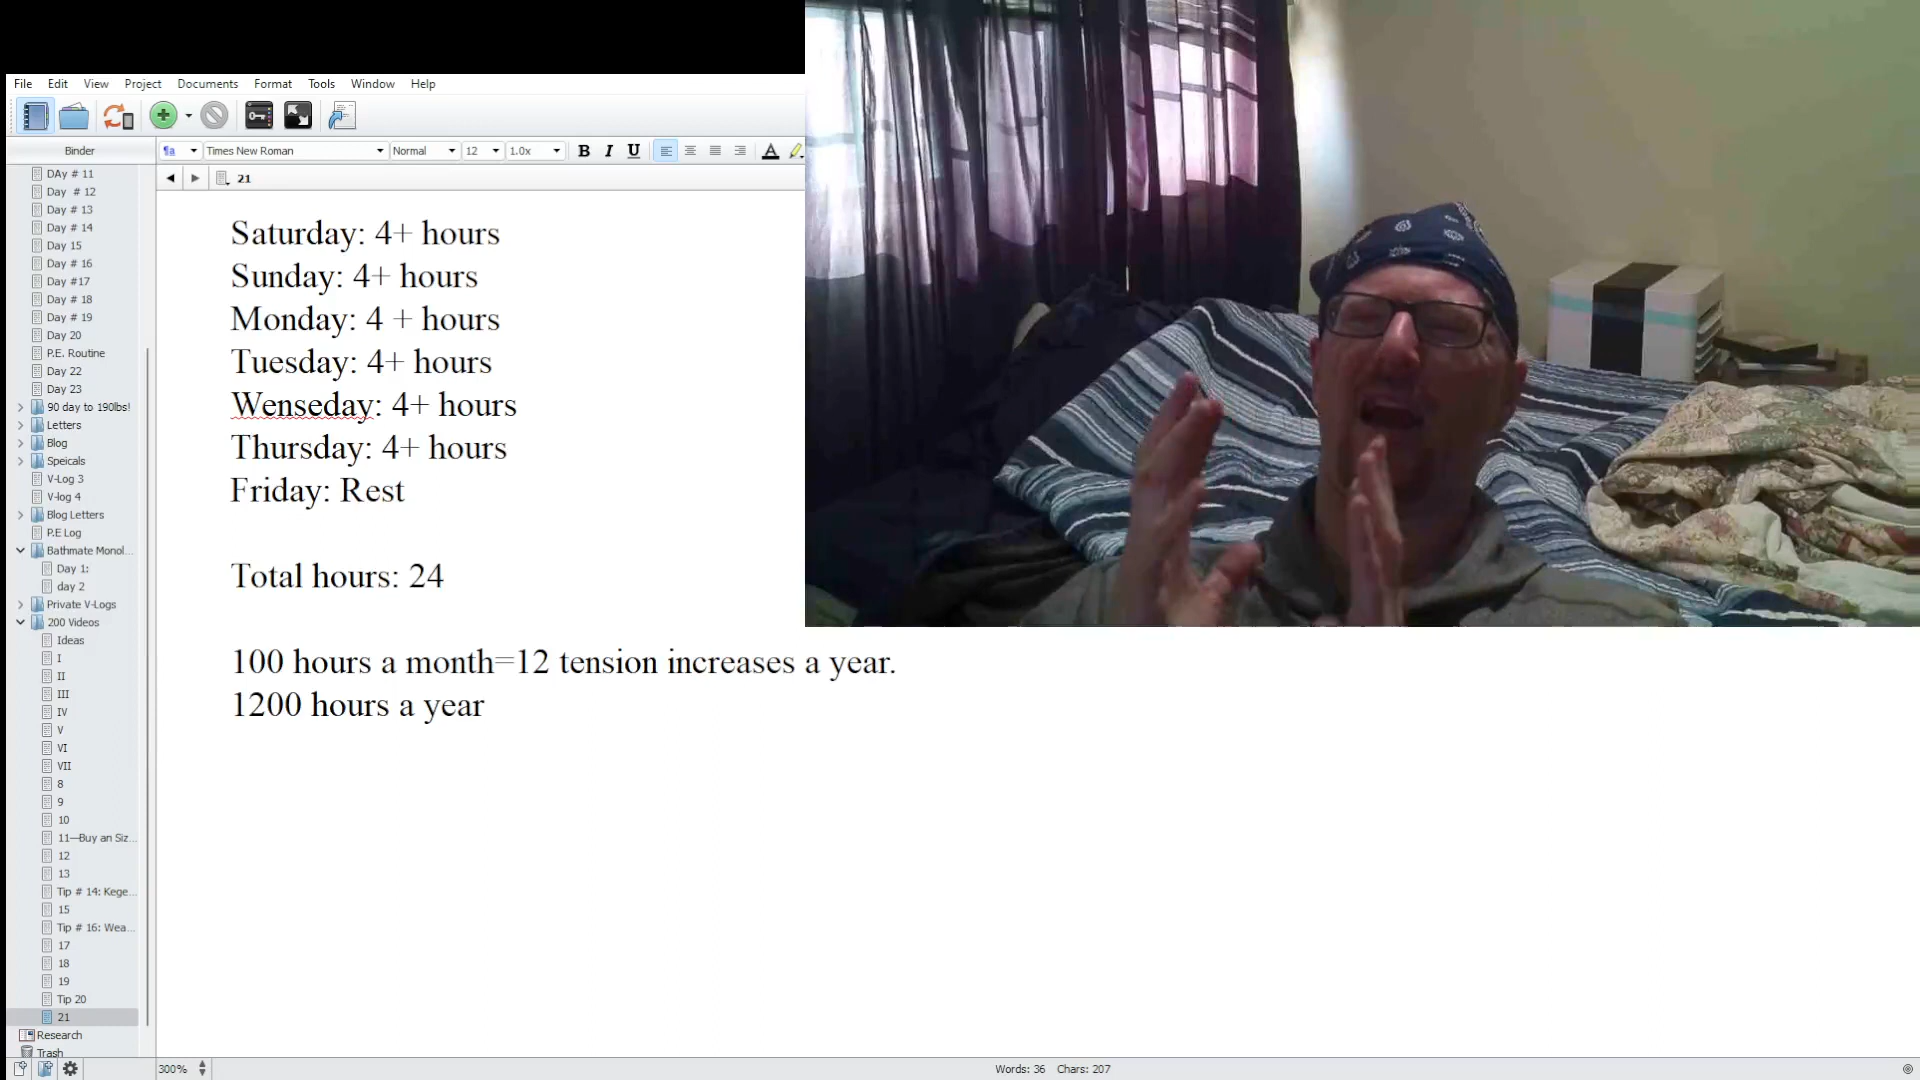 File Edit View Project Documents Format Tools Window Help
Binder
Times New Roman Normal 12 1.0x B I U A
21
DAy # 11
Day # 12
Day # 13
Day # 14
Day 15
Day # 16
Day #17
Day # 18
Day # 19
Day 20
P.E. Routine
Day 22
Day 23
90 day to 190lbs!
Letters
Blog
Speicals
V-Log 3
V-log 4
Blog Letters
P.E Log
Bathmate Monol...
Day 1:
day 2
Private V-Logs
200 Videos
Ideas
I
II
III
IV
V
VI
VII
8
9
10
11—Buy an Siz...
12
13
Tip # 14: Kege...
15
Tip # 16: Wea...
17
18
19
Tip 20
21
Research
Trash
Saturday: 4+ hours
Sunday: 4+ hours
Monday: 4 + hours
Tuesday: 4+ hours
Wenseday: 4+ hours
Thursday: 4+ hours
Friday: Rest
Total hours: 24
100 hours a month=12 tension increases a year.
1200 hours a year
300%
Words: 36 Chars: 207